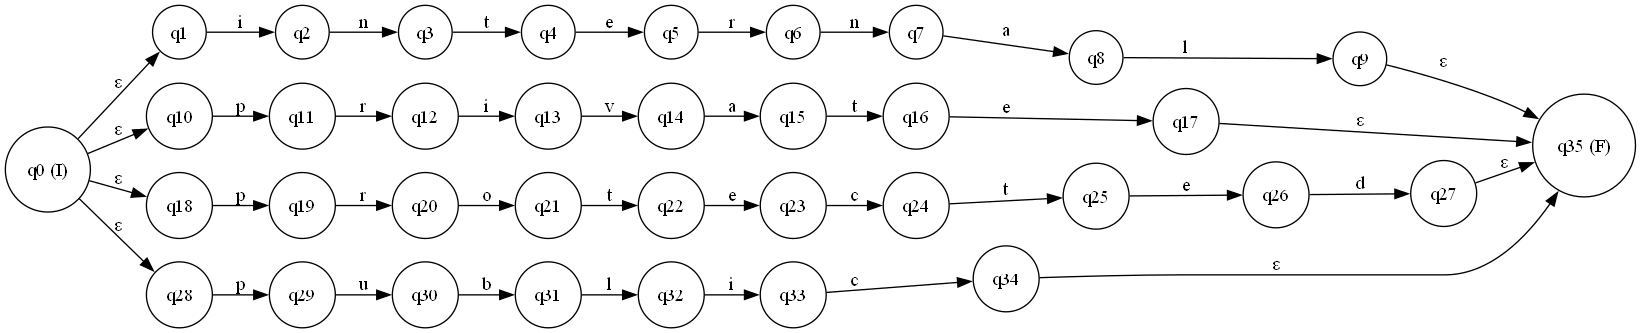 q0 (I)
ε q1 i q2 n q3 t q4 e q5 r q6 n q7 a q8 l q9 ε
ε q10 p q11 r q12 i q13 v q14 a q15 t q16 e q17 ε
ε q18 p q19 r q20 o q21 t q22 e q23 c q24 t q25 e q26 d q27 ε
ε q28 p q29 u q30 b q31 l q32 i q33 c q34 ε
q35 (F)